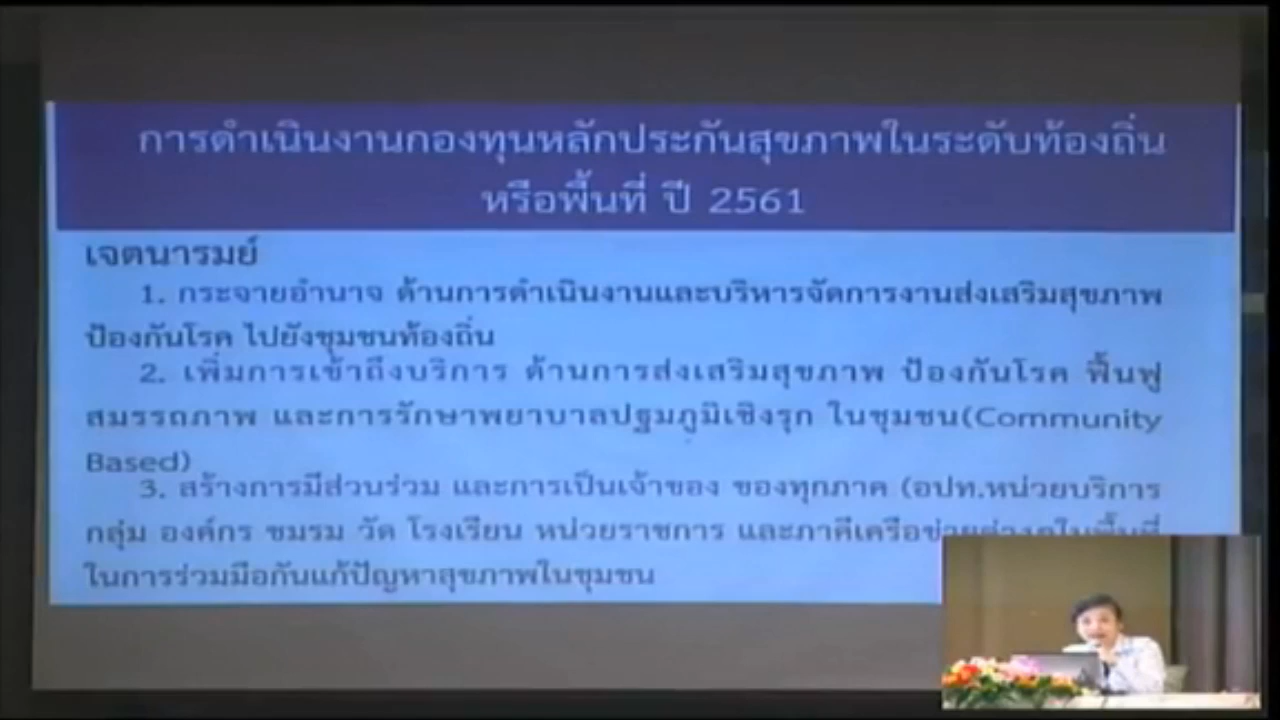 การดำเนินงานกองทุนหลักประกันสุขภาพในระดับท้องถิ่น
หรือพื้นที่ ปี 2561
เจตนารมย์
1. กระจายอำนาจ ด้านการดำเนินงานและบริหารจัดการงานส่งเสริมสุขภาพ
ป้องกันโรค ไปยังชุมชนท้องถิ่น
2. เพิ่มการเข้าถึงบริการ ด้านการส่งเสริมสุขภาพ ป้องกันโรค ฟื้นฟู
สมรรถภาพ และการรักษาพยาบาลปฐมภูมิเชิงรุก ในชุมชน(Community
Based)
3. สร้างการมีส่วนร่วม และการเป็นเจ้าของ ของทุกภาค (อปท.หน่วยบริการ
กลุ่ม องค์กร ชมรม วัด โรงเรียน หน่วยราชการ และภาคีเครือข่ายต่างๆในพื้นที่
ในการร่วมมือกันแก้ปัญหาสุขภาพในชุมชน